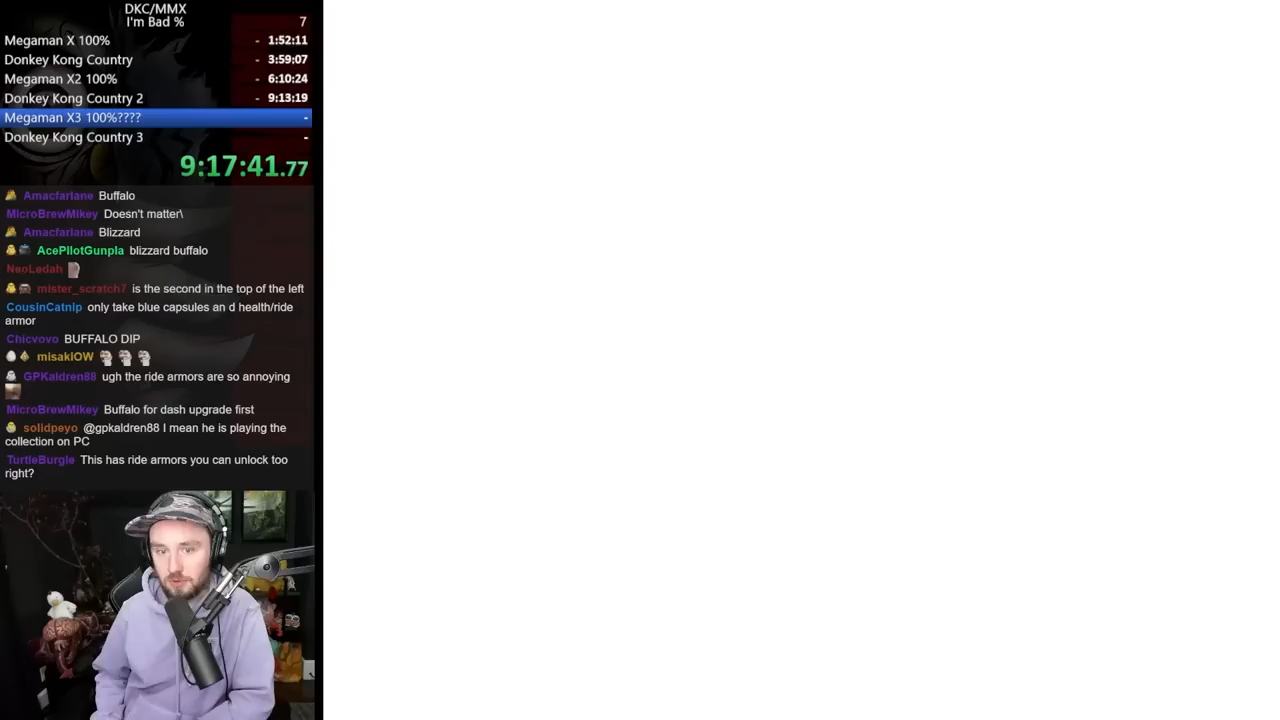 DKC/MMX
I'm Bad %
7
Megaman X 100% - 1:52:11
Donkey Kong Country - 3:59:07
Megaman X2 100% - 6:10:24
Donkey Kong Country 2 - 9:13:19
Megaman X3 100%???? -
Donkey Kong Country 3 -
9:17:41.77
Amacfarlane Buffalo
MicroBrewMikey Doesn't matter\
Amacfarlane Blizzard
AcePilotGunpla blizzard buffalo
NeoLedah
mister_scratch7 is the second in the top of the left
CousinCatnip only take blue capsules an d health/ride
armor
Chicvovo BUFFALO DIP
misakiOW
GPKaldren88 ugh the ride armors are so annoying
MicroBrewMikey Buffalo for dash upgrade first
solidpeyo @gpkaldren88 I mean he is playing the
collection on PC
TurtleBurgle This has ride armors you can unlock too
right?